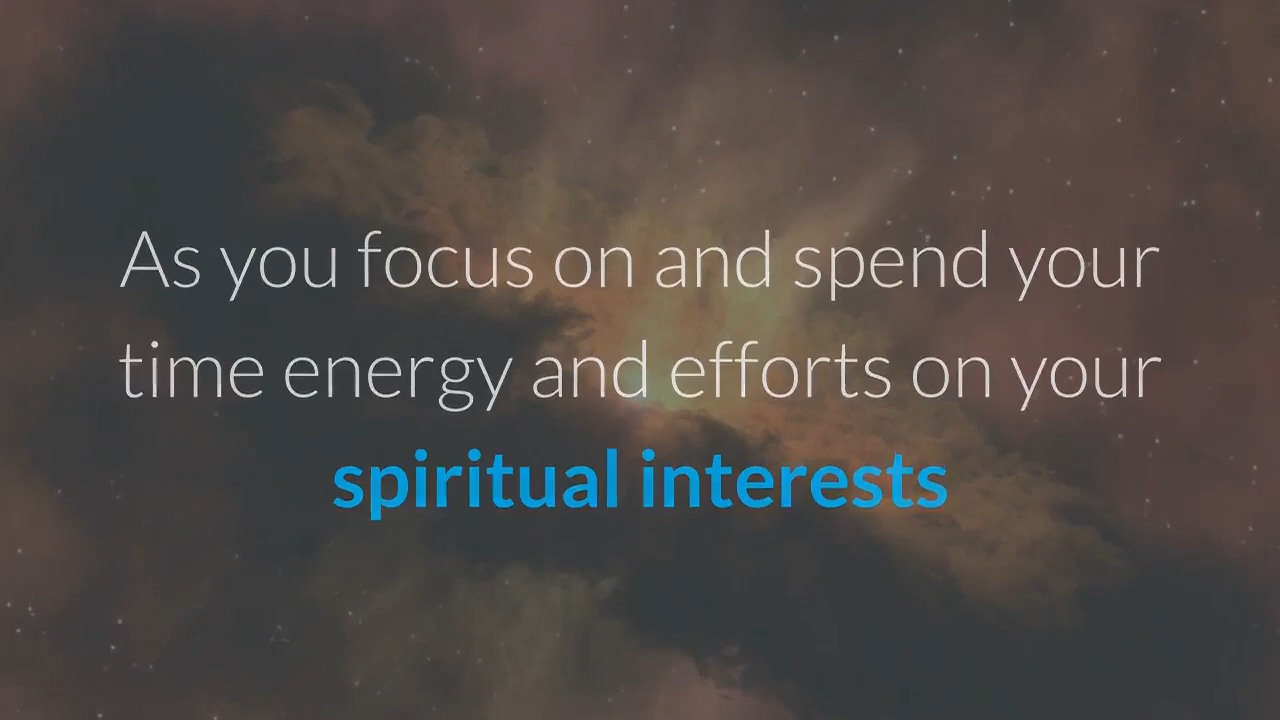 As you focus on and spend your
time energy and efforts on your
spiritual interests